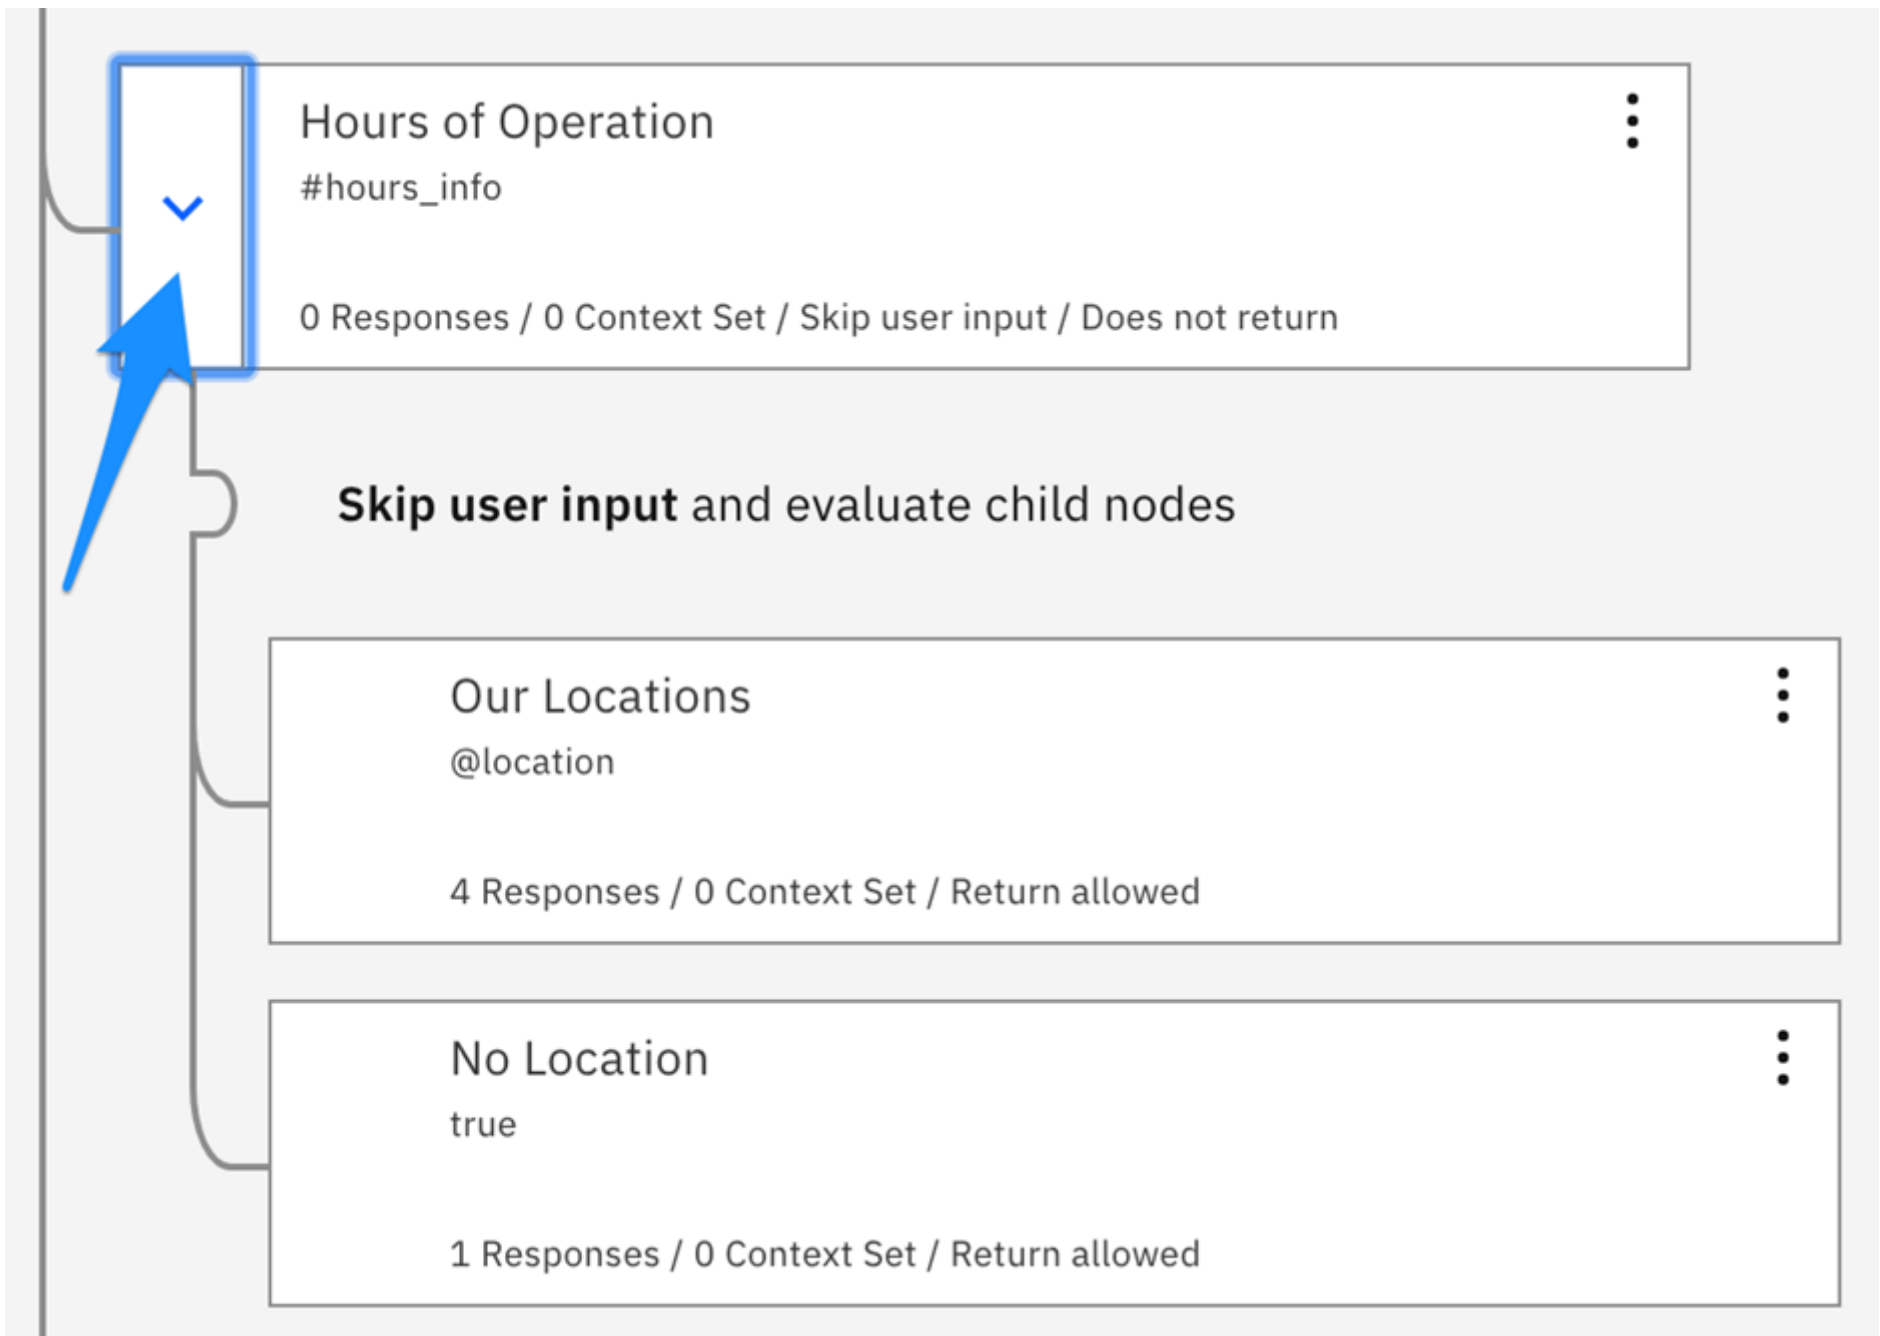 Hours of Operation
#hours_info
0 Responses / 0 Context Set / Skip user input / Does not return
Skip user input and evaluate child nodes
Our Locations
@location
4 Responses / 0 Context Set / Return allowed
No Location
true
1 Responses / 0 Context Set / Return allowed